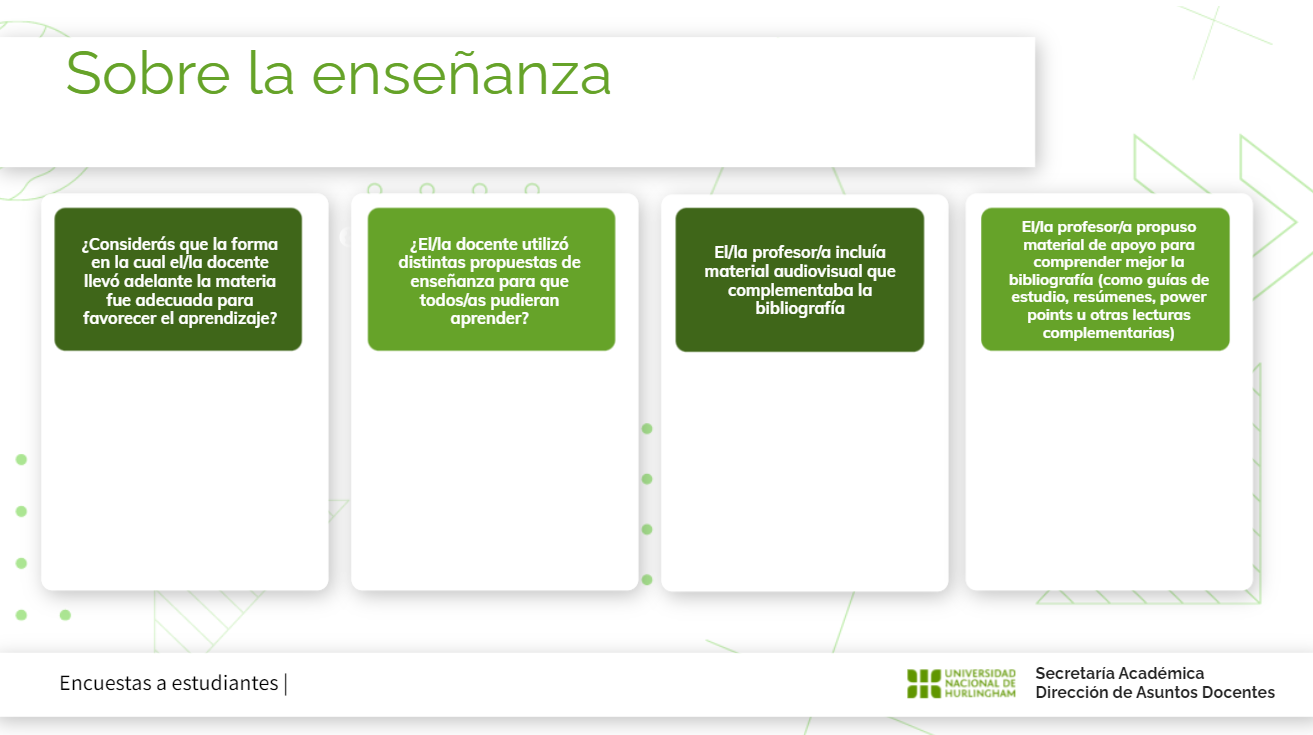 Sobre la enseñanza
¿Considerás que la forma
en la cual el/la docente
llevó adelante la materia
fue adecuada para
favorecer el aprendizaje?
¿El/la docente utilizó
distintas propuestas de
enseñanza para que
todos/as pudieran
aprender?
El/la profesor/a incluía
material audiovisual que
complementaba la
bibliografía
El/la profesor/a propuso
material de apoyo para
comprender mejor la
bibliografía (como guías de
estudio, resúmenes, power
points u otras lecturas
complementarias)
Encuestas a estudiantes |
UNIVERSIDAD
NACIONAL DE
HURLINGHAM
Secretaría Académica
Dirección de Asuntos Docentes